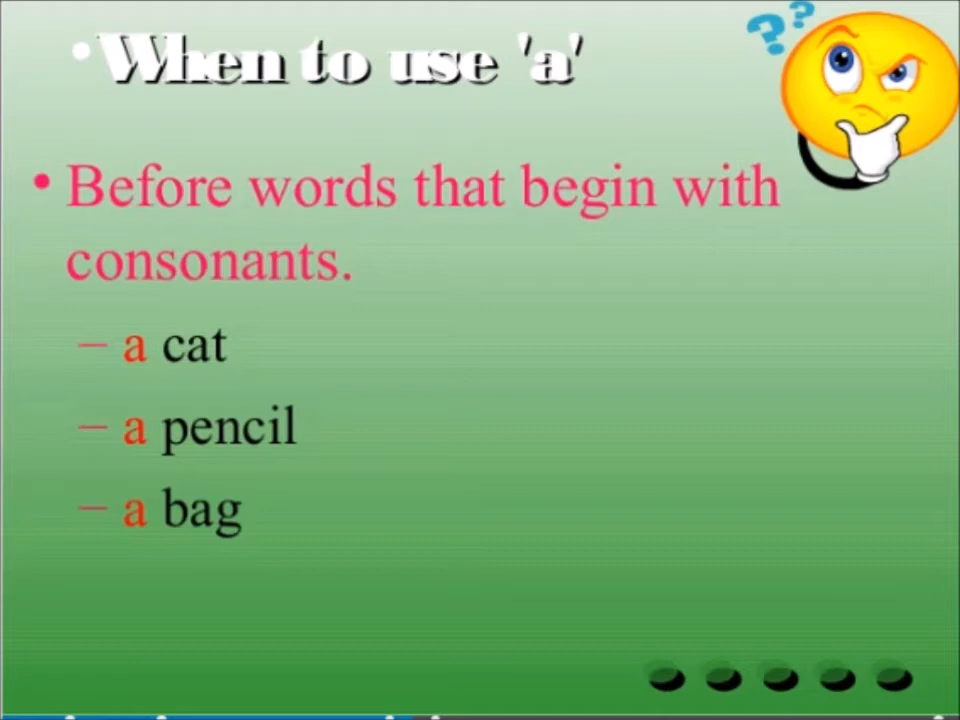 •When to use 'a'
• Before words that begin with
consonants.
– a cat
– a pencil
– a bag